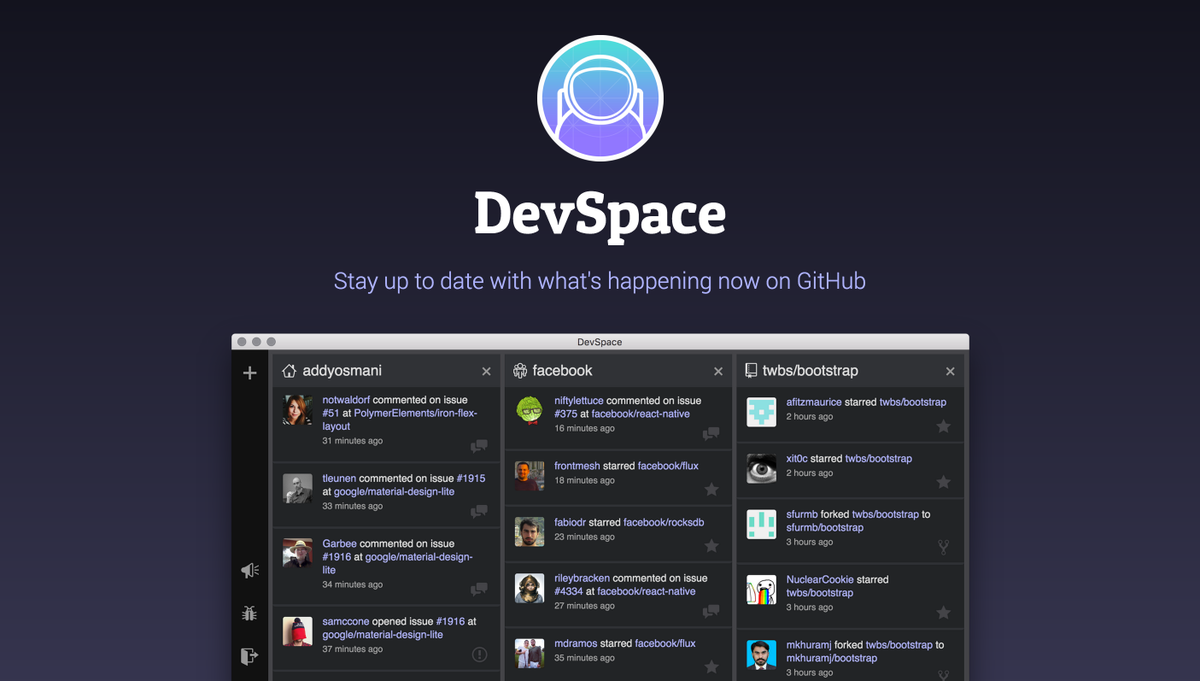 DevSpace
Stay up to date with what's happening now on GitHub
DevSpace
addyosmani
notwaldorf commented on issue
#51 at PolymerElements/iron-flex-
layout
31 minutes ago
tleunen commented on issue #1915
at google/material-design-lite
33 minutes ago
Garbee commented on issue
#1916 at google/material-design-
lite
34 minutes ago
samccone opened issue #1916 at
google/material-design-lite
37 minutes ago
facebook
niftylettuce commented on issue
#375 at facebook/react-native
16 minutes ago
frontmesh starred facebook/flux
18 minutes ago
fabiodr starred facebook/rocksdb
23 minutes ago
rileybracken commented on issue
#4334 at facebook/react-native
27 minutes ago
mdramos starred facebook/flux
35 minutes ago
twbs/bootstrap
afitzmaurice starred twbs/bootstrap
2 hours ago
xit0c starred twbs/bootstrap
2 hours ago
sfurmb forked twbs/bootstrap to
sfurmb/bootstrap
3 hours ago
NuclearCookie starred
twbs/bootstrap
3 hours ago
mkhuramj forked twbs/bootstrap to
mkhuramj/bootstrap
3 hours ago